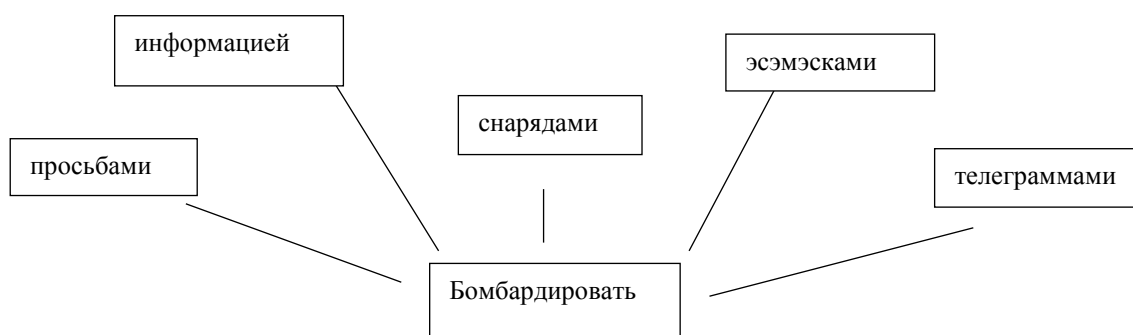 информацией
эсэмэсками
снарядами
просьбами
телеграммами
Бомбардировать